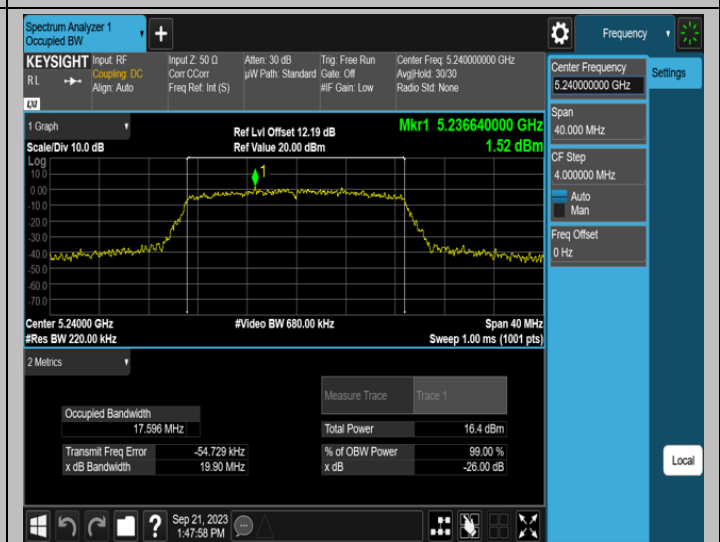 Spectrum Analyzer 1
Occupied BW
Frequency
KEYSIGHT
RL
LXI
Input: RF
Coupling: DC
Align: Auto
Input Z: 50 Ω
Corr CCorr
Freq Ref: Int (S)
Atten: 30 dB
µW Path: Standard
Trig: Free Run
Gate: Off
#IF Gain: Low
Center Freq: 5.240000000 GHz
Avg|Hold: 30/30
Radio Std: None
Center Frequency
5.240000000 GHz
Settings
Span
40.000 MHz
CF Step
4.000000 MHz
Auto
Man
Freq Offset
0 Hz
1 Graph
Scale/Div 10.0 dB
Ref Lvl Offset 12.19 dB
Ref Value 20.00 dBm
Mkr1 5.236640000 GHz
1.52 dBm
Log
10.0
0.00
-10.0
-20.0
-30.0
-40.0
-50.0
-60.0
-70.0
1
Center 5.24000 GHz
#Res BW 220.00 kHz
#Video BW 680.00 kHz
Span 40 MHz
Sweep 1.00 ms (1001 pts)
2 Metrics
Measure Trace Trace 1
Occupied Bandwidth
17.596 MHz
Total Power 16.4 dBm
Transmit Freq Error -54.729 kHz
% of OBW Power 99.00 %
x dB Bandwidth 19.90 MHz
x dB -26.00 dB
Local
?
Sep 21, 2023
1:47:58 PM